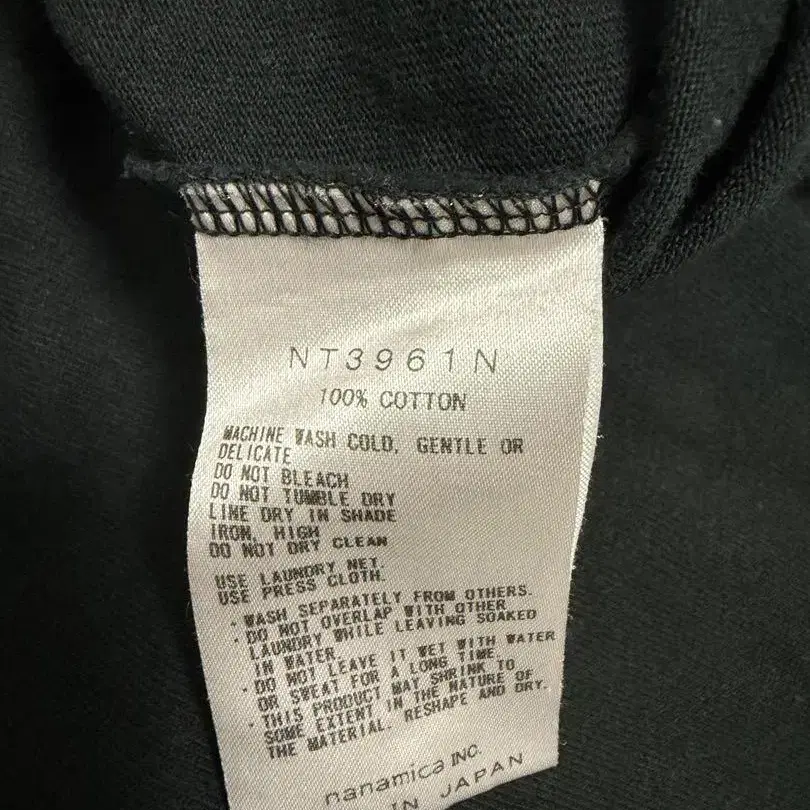 NT3961N
100% COTTON
MACHINE WASH COLD, GENTLE OR
DELICATE
DO NOT BLEACH
DO NOT TUMBLE DRY
LINE DRY IN SHADE
IRON, HIGH
DO NOT DRY CLEAN
USE LAUNDRY NET.
USE PRESS CLOTH.
・WASH SEPARATELY FROM OTHERS.
・DO NOT OVERLAP WITH OTHER
LAUNDRY WHILE LEAVING SOAKED
IN WATER.
・DO NOT LEAVE IT WET WITH WATER
OR SWEAT FOR A LONG TIME.
・THIS PRODUCT MAY SHRINK TO
SOME EXTENT IN THE NATURE OF
THE MATERIAL. RESHAPE AND DRY.
nanamica INC.
IN JAPAN